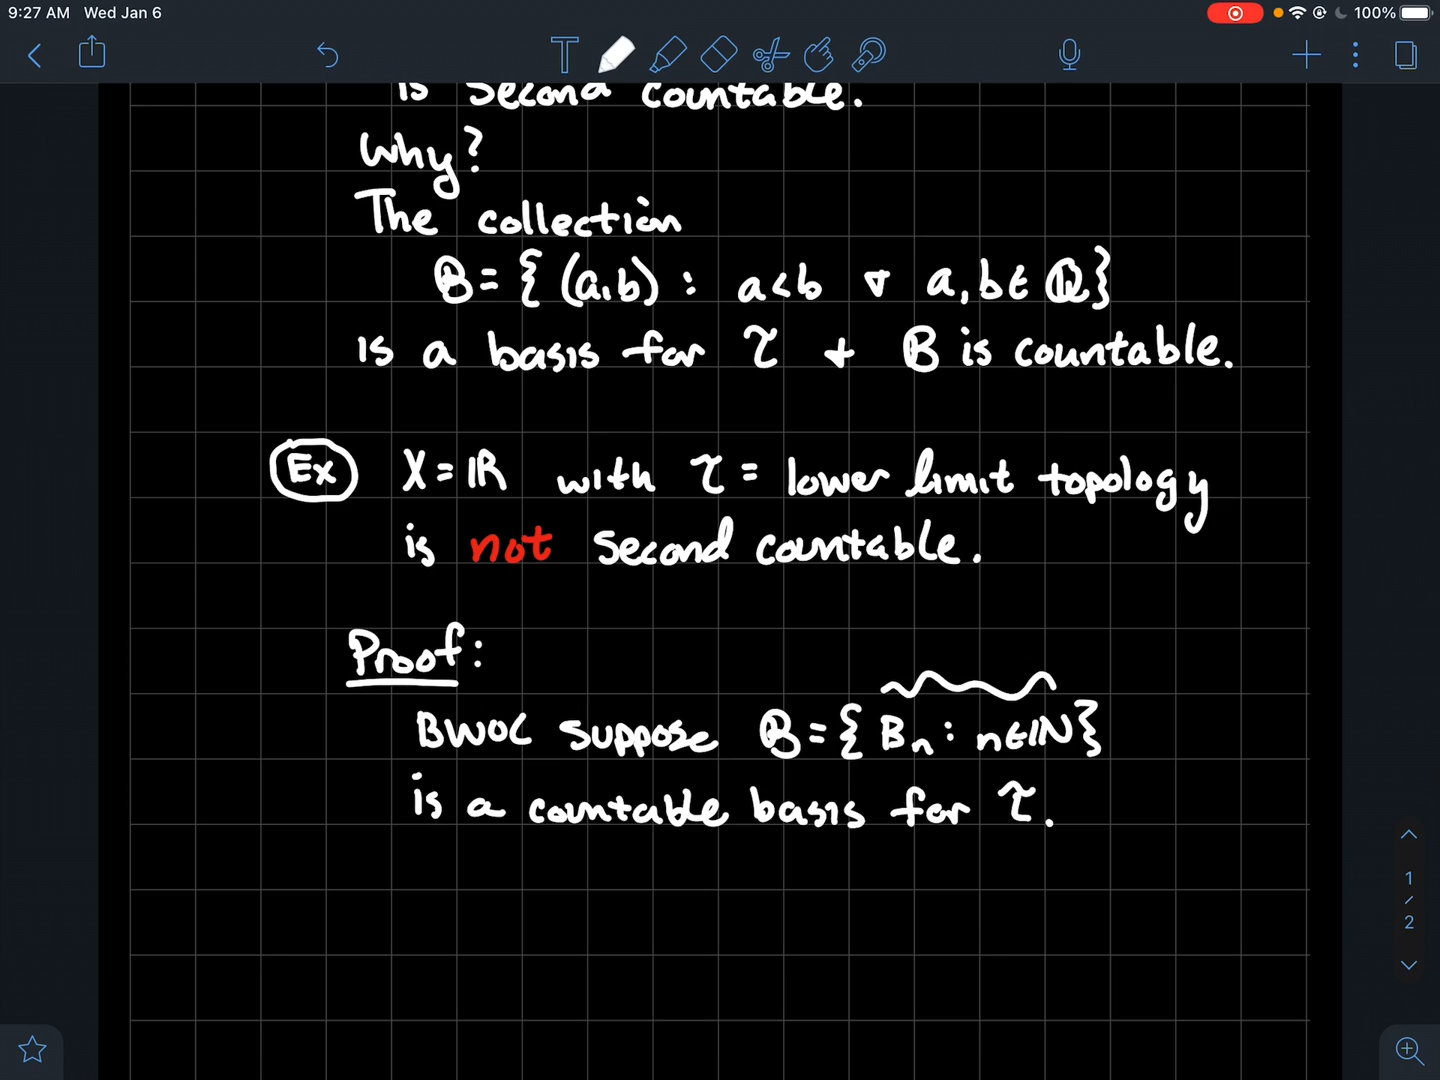 9:27 AM Wed Jan 6 100%
is second countable.
Why?
The collection
B = { (a,b) : a<b & a, b ∈ ℚ }
is a basis for τ + B is countable.
Ex X = ℝ with τ = lower limit topology
is not second countable.
Proof:
BWOC suppose B = { Bn : n ∈ ℕ }
is a countable basis for τ.
1
/
2